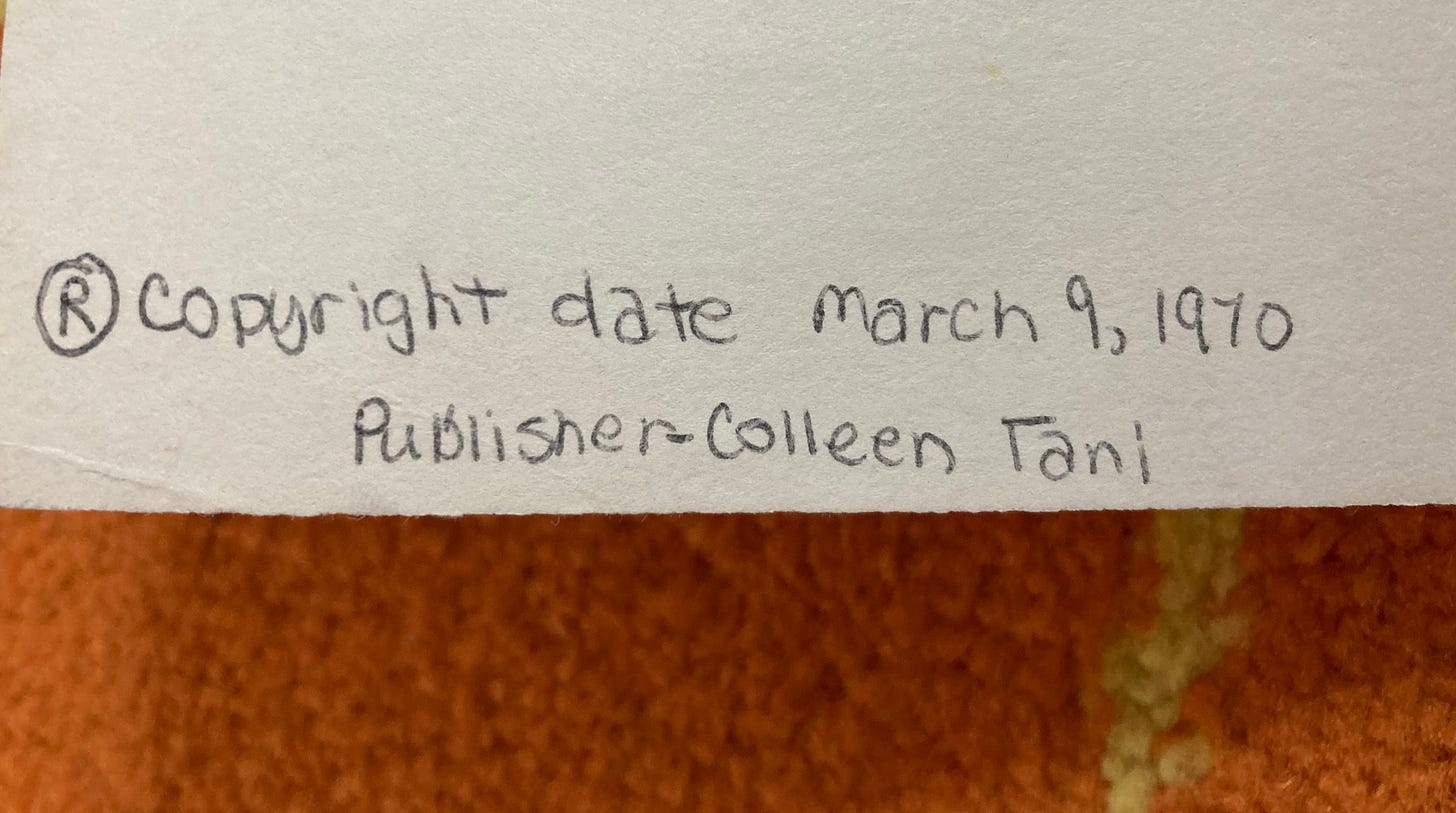 ® Copyright date March 9, 1970
Publisher-Colleen Tani